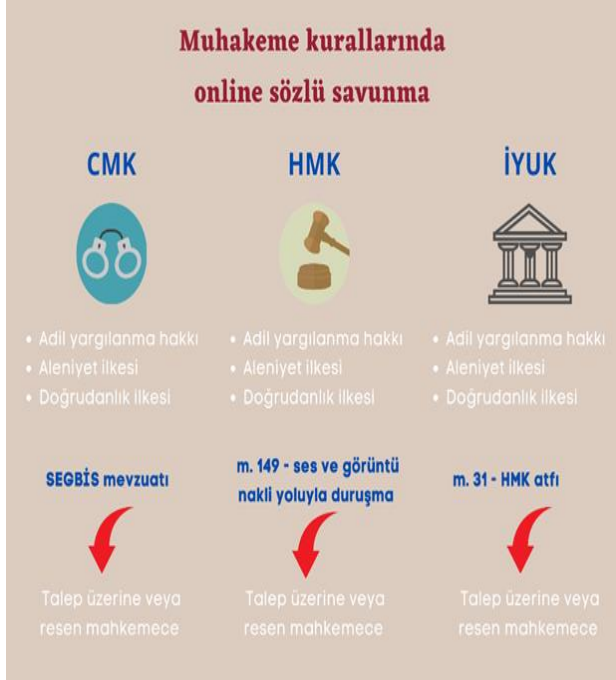 Muhakeme kurallarında
online sözlü savunma
CMK
HMK
İYUK
• Adil yargılanma hakkı
• Aleniyet ilkesi
• Doğrudanlık ilkesi
• Adil yargılanma hakkı
• Aleniyet ilkesi
• Doğrudanlık ilkesi
• Adil yargılanma hakkı
• Aleniyet ilkesi
• Doğrudanlık ilkesi
SEGBİS mevzuatı
m. 149 - ses ve görüntü
nakli yoluyla duruşma
m. 31 - HMK atfı
Talep üzerine veya
resen mahkemece
Talep üzerine veya
resen mahkemece
Talep üzerine veya
resen mahkemece